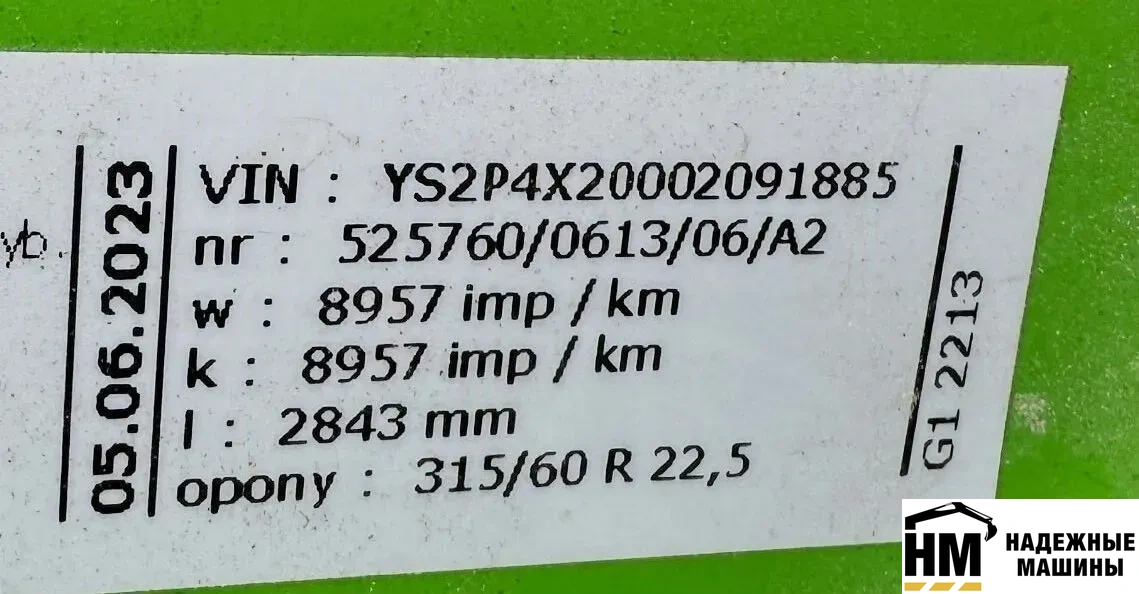 yb.
05.06.2023
VIN : YS2P4X20002091885
nr : 525760/0613/06/A2
w : 8957 imp / km
k : 8957 imp / km
l : 2843 mm
opony : 315/60 R 22,5
G1 2213
НМ НАДЕЖНЫЕ
МАШИНЫ